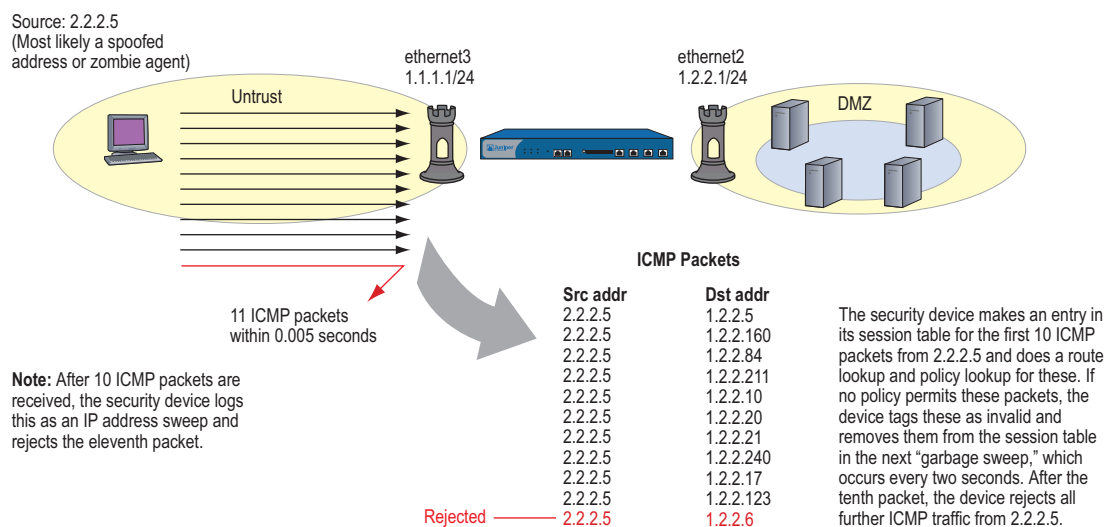 Source: 2.2.2.5
(Most likely a spoofed
address or zombie agent)
ethernet3
1.1.1.1/24
ethernet2
1.2.2.1/24
Untrust
DMZ
Juniper
11 ICMP packets
within 0.005 seconds
Note: After 10 ICMP packets are
received, the security device logs
this as an IP address sweep and
rejects the eleventh packet.
ICMP Packets
Src addr Dst addr
2.2.2.5 1.2.2.5
2.2.2.5 1.2.2.160
2.2.2.5 1.2.2.84
2.2.2.5 1.2.2.211
2.2.2.5 1.2.2.10
2.2.2.5 1.2.2.20
2.2.2.5 1.2.2.21
2.2.2.5 1.2.2.240
2.2.2.5 1.2.2.17
2.2.2.5 1.2.2.123
Rejected 2.2.2.5 1.2.2.6
The security device makes an entry in
its session table for the first 10 ICMP
packets from 2.2.2.5 and does a route
lookup and policy lookup for these. If
no policy permits these packets, the
device tags these as invalid and
removes them from the session table
in the next “garbage sweep,” which
occurs every two seconds. After the
tenth packet, the device rejects all
further ICMP traffic from 2.2.2.5.